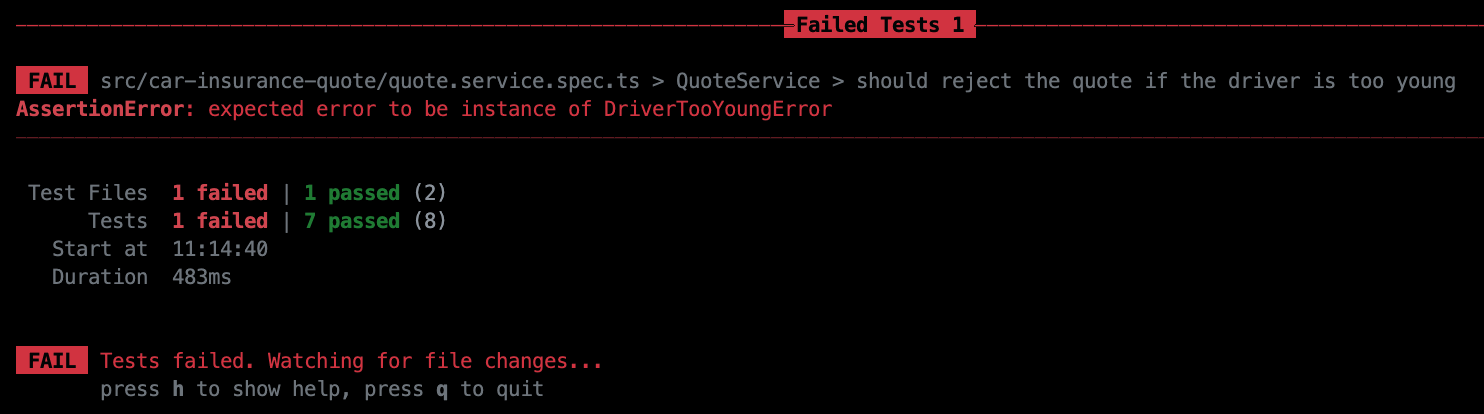 Failed Tests 1
FAIL src/car-insurance-quote/quote.service.spec.ts > QuoteService > should reject the quote if the driver is too young
AssertionError: expected error to be instance of DriverTooYoungError
Test Files 1 failed | 1 passed (2)
Tests 1 failed | 7 passed (8)
Start at 11:14:40
Duration 483ms
FAIL Tests failed. Watching for file changes...
press h to show help, press q to quit